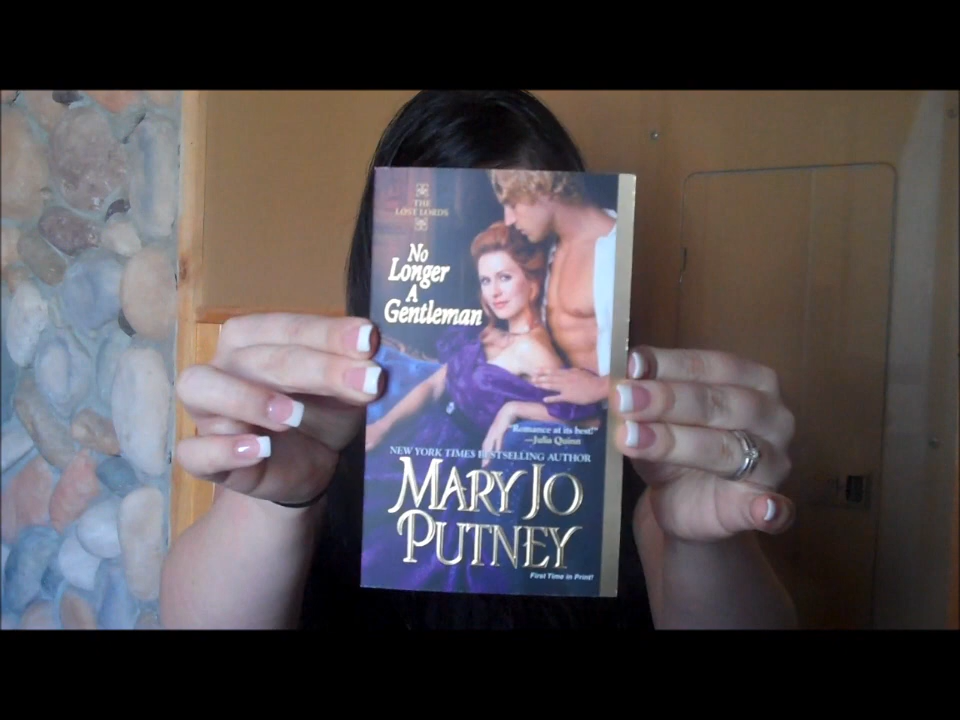 THE
LOST LORDS
No
Longer
A
Gentleman
"Romance at its best!"
—Julia Quinn
NEW YORK TIMES BESTSELLING AUTHOR
MARY JO
PUTNEY
First Time in Print!